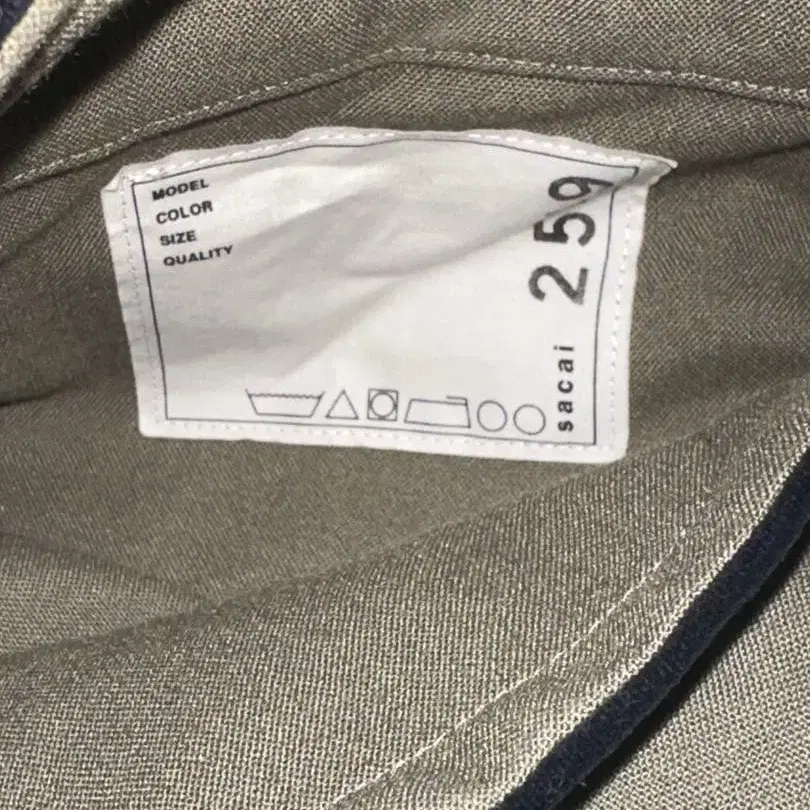 MODEL
COLOR
SIZE
QUALITY
sacai 259